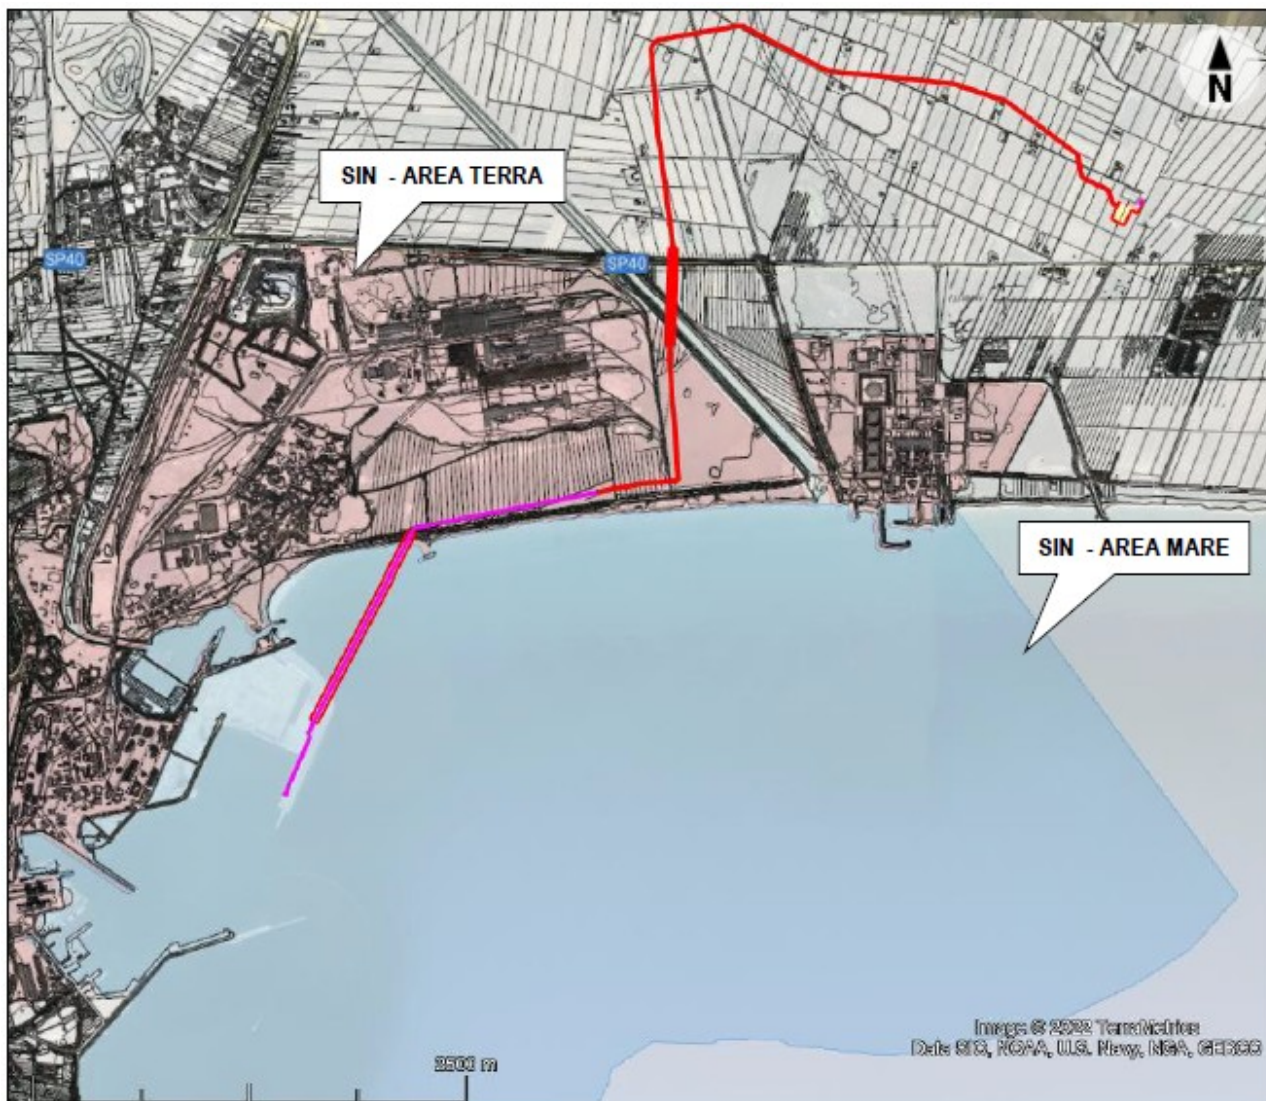 N
SIN - AREA TERRA
SP40
SP40
SIN - AREA MARE
Image © 2022 TerraMetrics
Data SIO, NOAA, U.S. Navy, NGA, GEBCO
2500 m